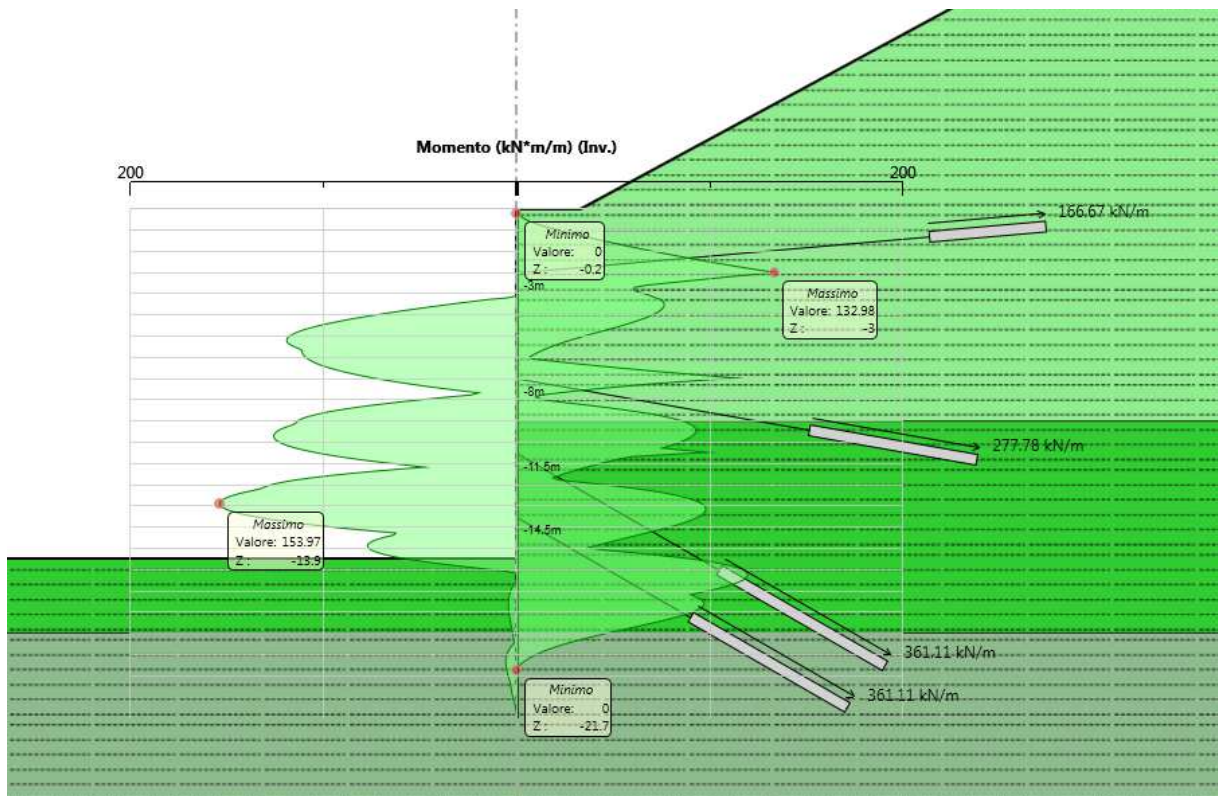 Momento (kN*m/m) (Inv.)
200
200
166.67 kN/m
Minimo
Valore: 0
Z : -0.2
-3m
Massimo
Valore: 132.98
Z : -3
-8m
277.78 kN/m
-11.5m
Massimo
Valore: 153.97
Z : -13.9
-14.5m
361.11 kN/m
361.11 kN/m
Minimo
Valore: 0
Z : -21.7